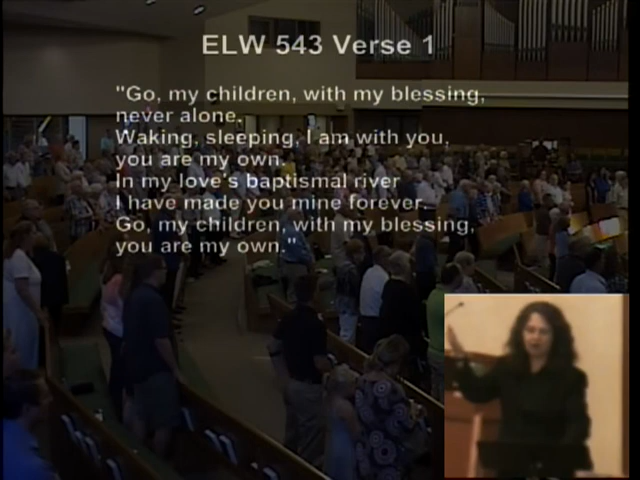 ELW 543 Verse 1
"Go, my children, with my blessing,
never alone.
Waking, sleeping, I am with you,
you are my own.
In my love's baptismal river
I have made you mine forever.
Go, my children, with my blessing,
you are my own."